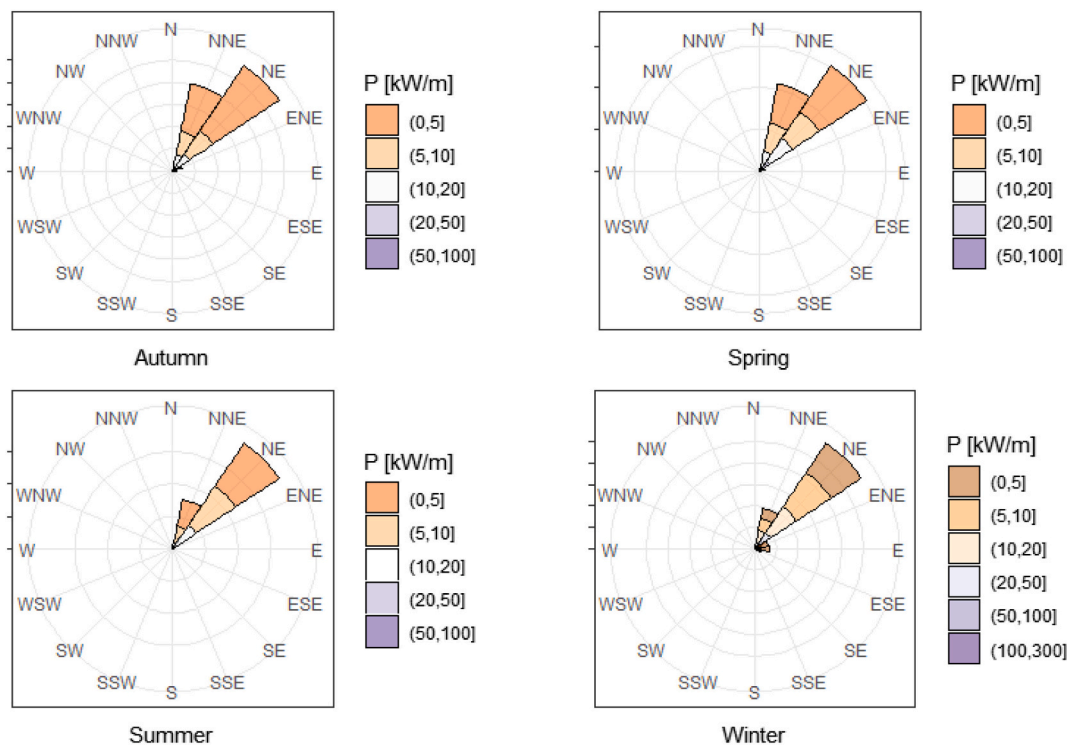 N
NNW
NNE
NW
NE
WNW
ENE
W
E
WSW
ESE
SW
SE
SSW
SSE
S
P [kW/m]
(0,5]
(5,10]
(10,20]
(20,50]
(50,100]
Autumn
N
NNW
NNE
NW
NE
WNW
ENE
W
E
WSW
ESE
SW
SE
SSW
SSE
S
P [kW/m]
(0,5]
(5,10]
(10,20]
(20,50]
(50,100]
Spring
N
NNW
NNE
NW
NE
WNW
ENE
W
E
WSW
ESE
SW
SE
SSW
SSE
S
P [kW/m]
(0,5]
(5,10]
(10,20]
(20,50]
(50,100]
Summer
N
NNW
NNE
NW
NE
WNW
ENE
W
E
WSW
ESE
SW
SE
SSW
SSE
S
P [kW/m]
(0,5]
(5,10]
(10,20]
(20,50]
(50,100]
(100,300]
Winter